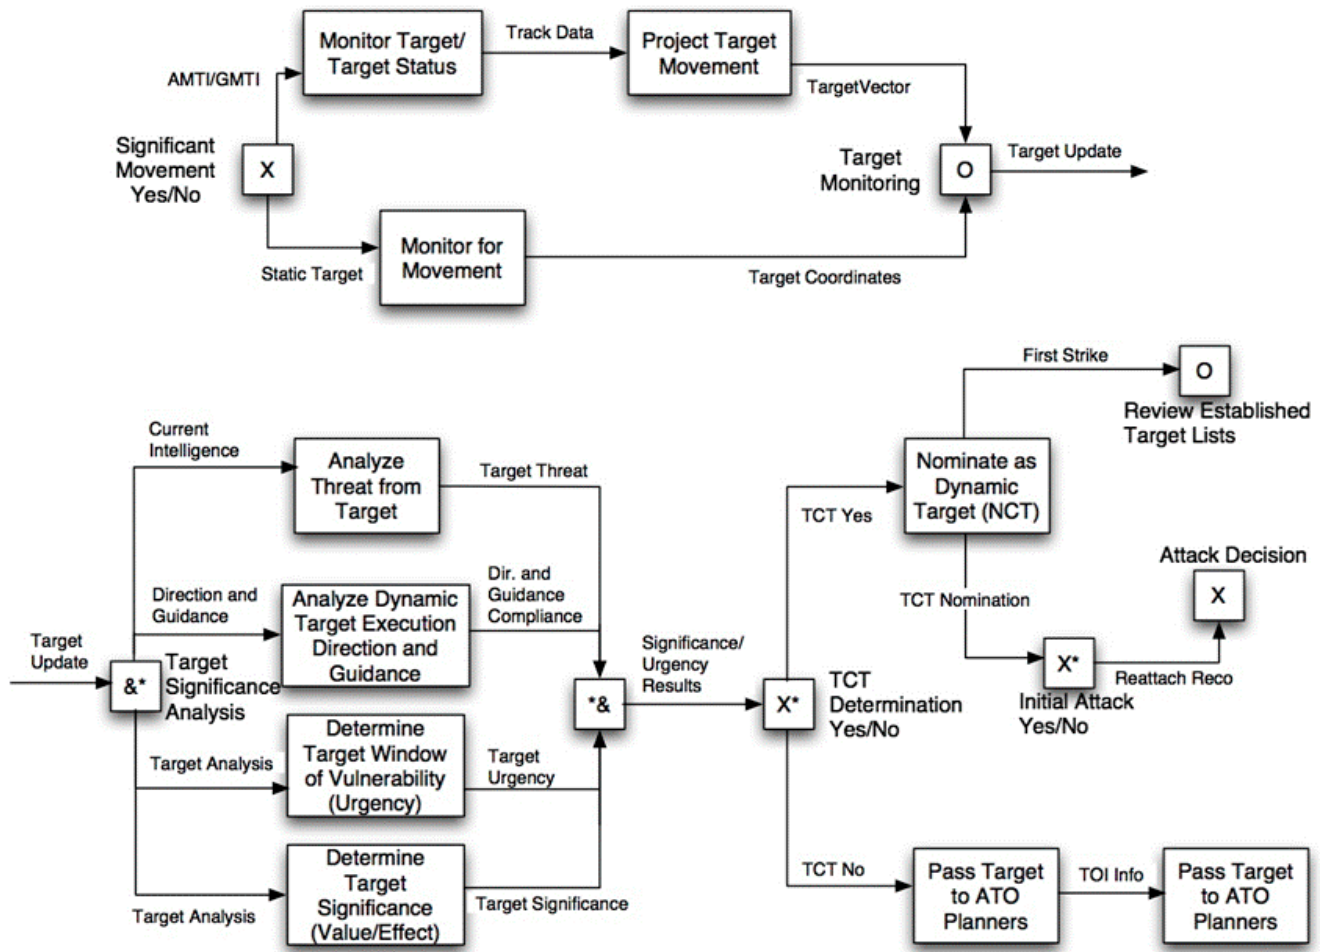 Monitor Target/
Target Status
Track Data
Project Target
Movement
AMTI/GMTI
TargetVector
Significant
Movement
Yes/No
X
Target
Monitoring
O
Target Update
Static Target
Monitor for
Movement
Target Coordinates
First Strike
O
Review Established
Target Lists
Current
Intelligence
Analyze
Threat from
Target
Target Threat
TCT Yes
Nominate as
Dynamic
Target (NCT)
Direction and
Guidance
Analyze Dynamic
Target Execution
Direction and
Guidance
Dir. and
Guidance
Compliance
TCT Nomination
Attack Decision
X
Target
Update
&*
Target
Significance
Analysis
*&
Significance/
Urgency
Results
X*
TCT
Determination
Yes/No
X*
Initial Attack
Yes/No
Reattach Reco
Target Analysis
Determine
Target Window
of Vulnerability
(Urgency)
Target
Urgency
Target Analysis
Determine
Target
Significance
(Value/Effect)
Target Significance
TCT No
Pass Target
to ATO
Planners
TOI Info
Pass Target
to ATO
Planners